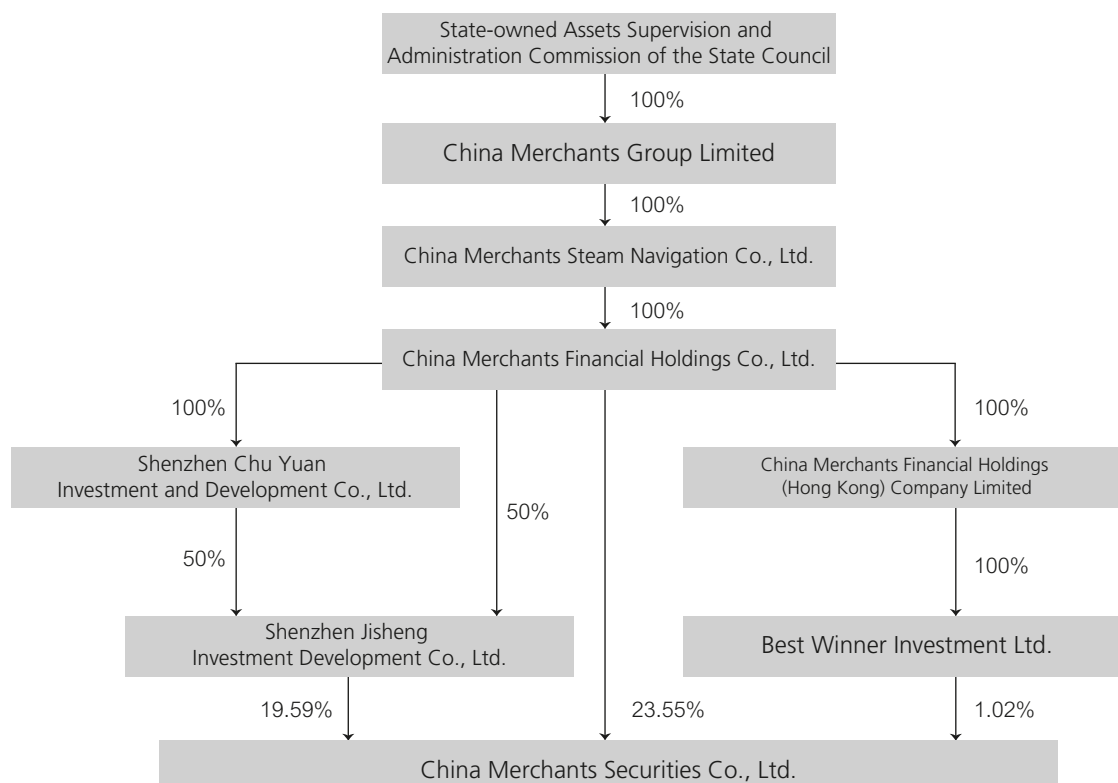 State-owned Assets Supervision and
Administration Commission of the State Council
100%
China Merchants Group Limited
100%
China Merchants Steam Navigation Co., Ltd.
100%
China Merchants Financial Holdings Co., Ltd.
100%
100%
Shenzhen Chu Yuan
Investment and Development Co., Ltd.
China Merchants Financial Holdings
(Hong Kong) Company Limited
50%
50%
100%
Shenzhen Jisheng
Investment Development Co., Ltd.
Best Winner Investment Ltd.
19.59%
23.55%
1.02%
China Merchants Securities Co., Ltd.